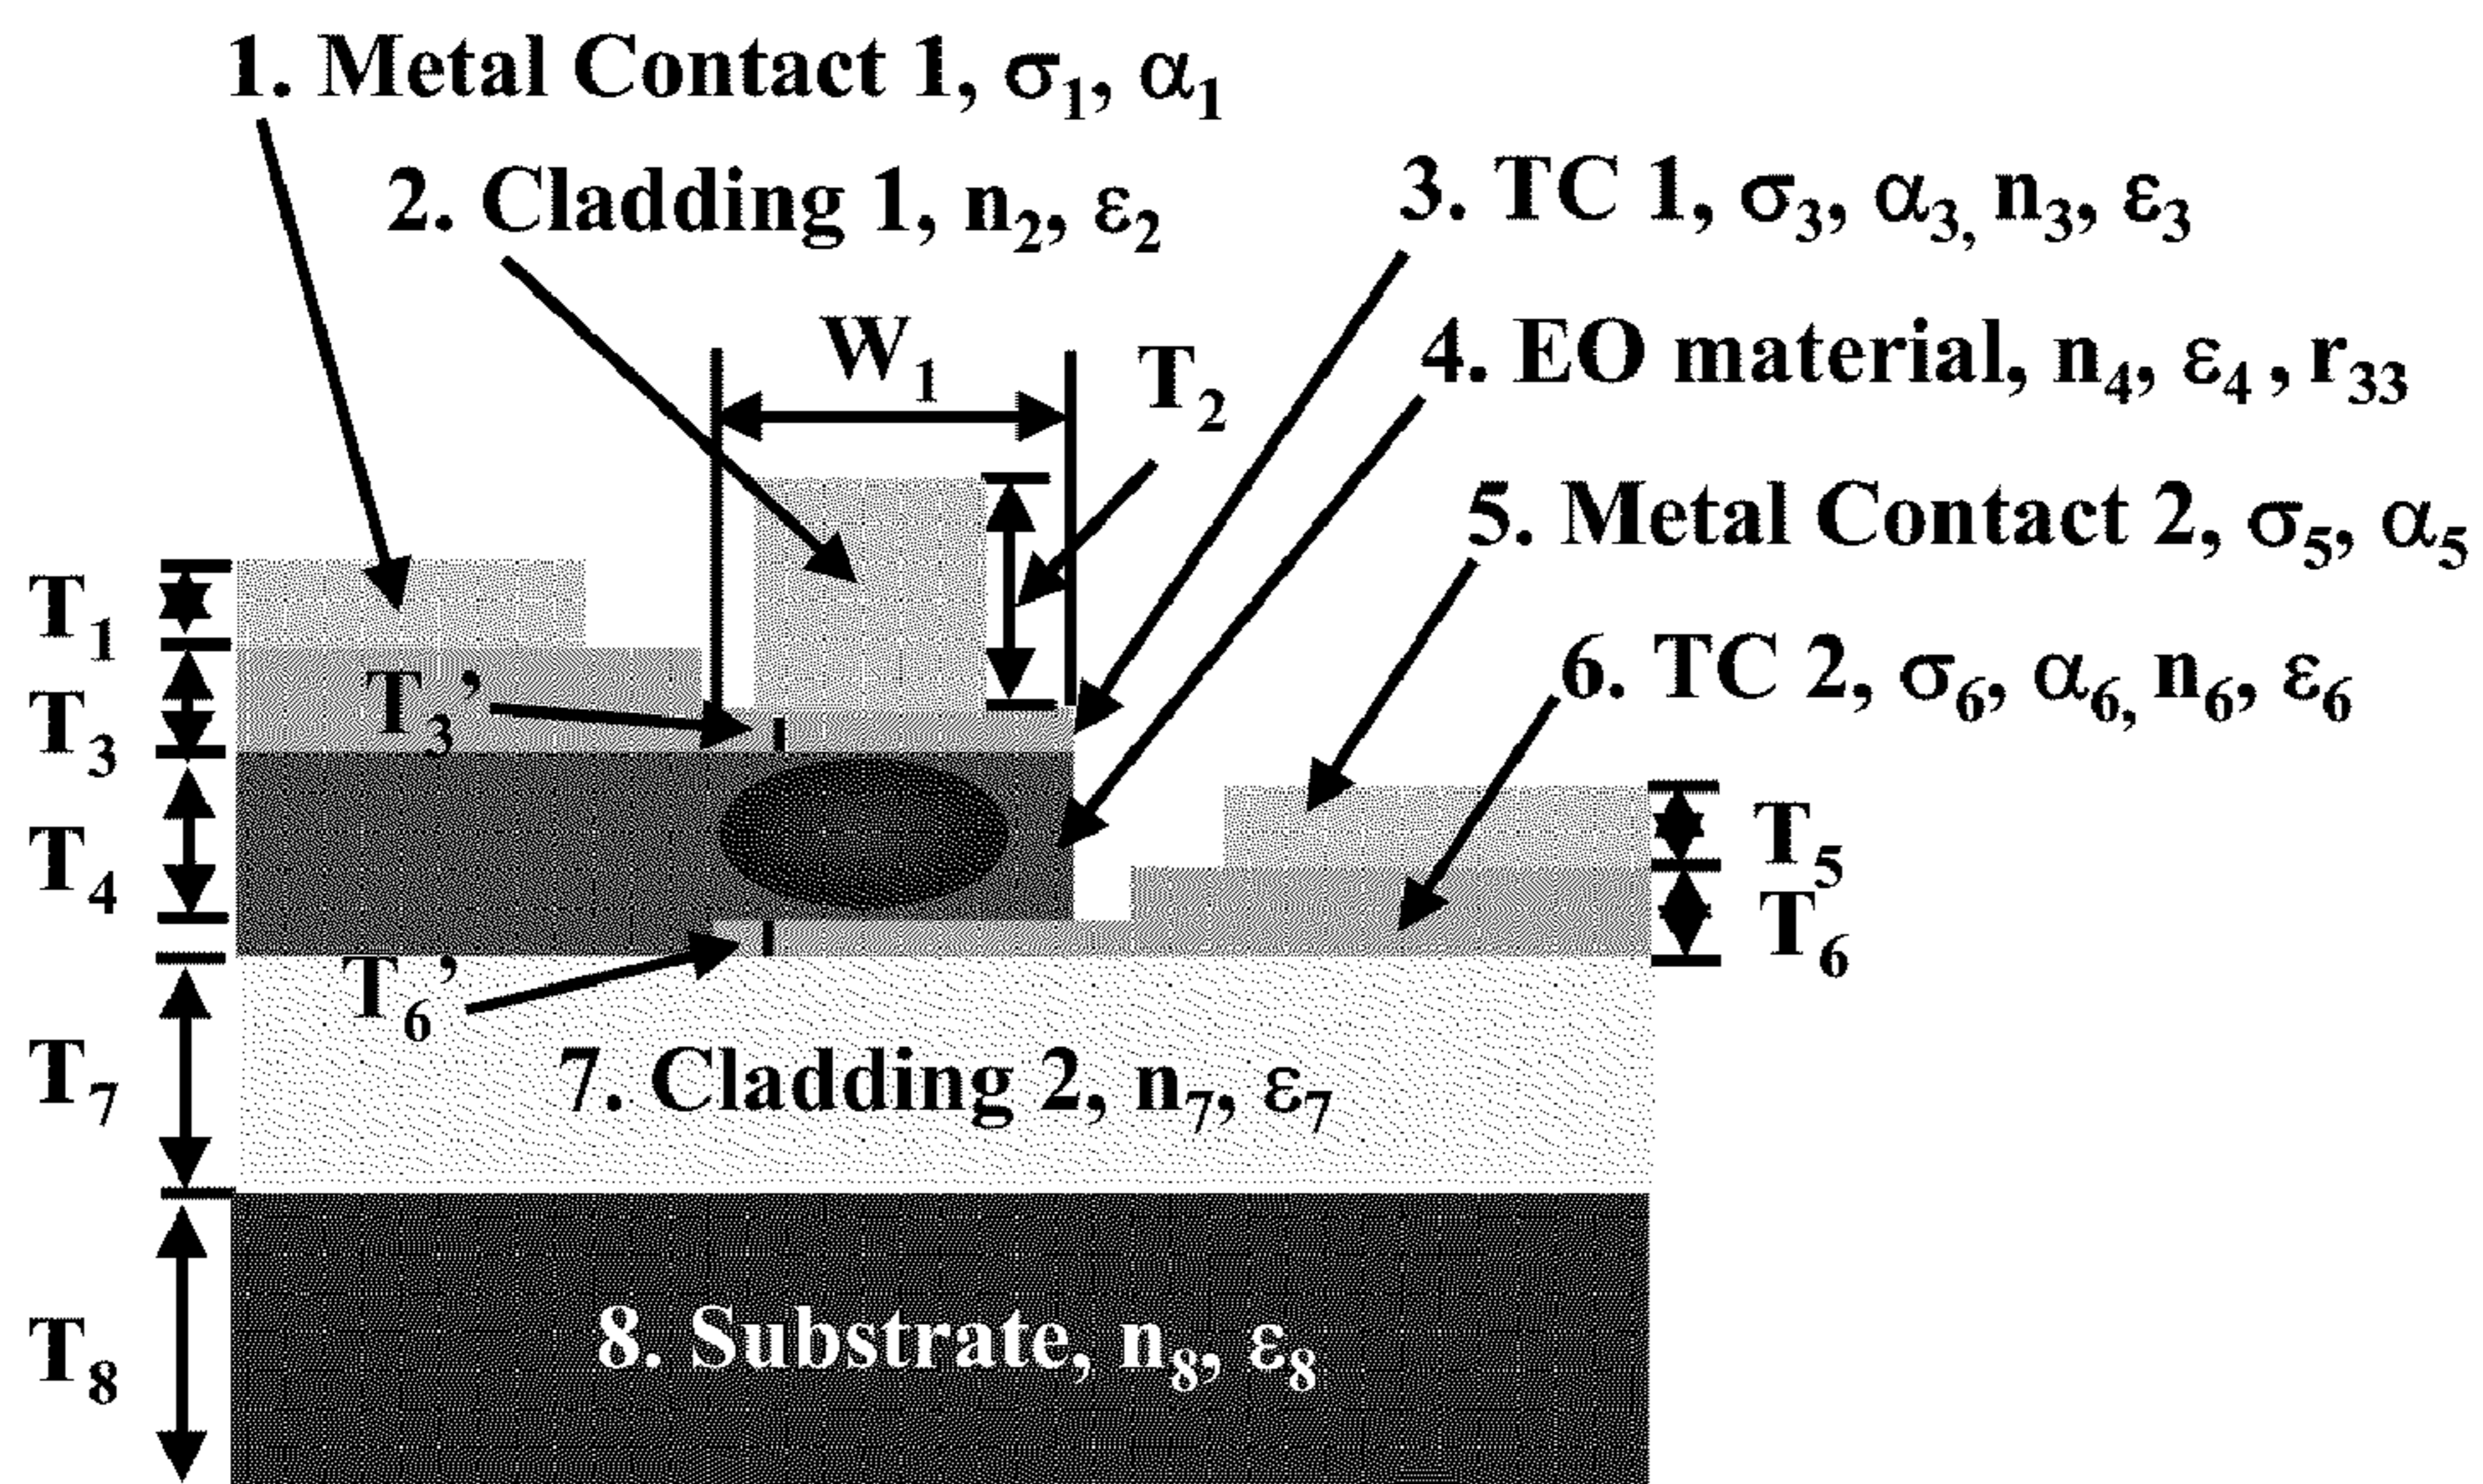 1. Metal Contact 1, σ₁, α₁
2. Cladding 1, n₂, ε₂
3. TC 1, σ₃, α₃, n₃, ε₃
W₁
T₂
4. EO material, n₄, ε₄, r₃₃
5. Metal Contact 2, σ₅, α₅
T₁
6. TC 2, σ₆, α₆, n₆, ε₆
T₃’
T₃
T₄
T₅
T₆
T₆’
T₇
7. Cladding 2, n₇, ε₇
8. Substrate, n₈, ε₈
T₈